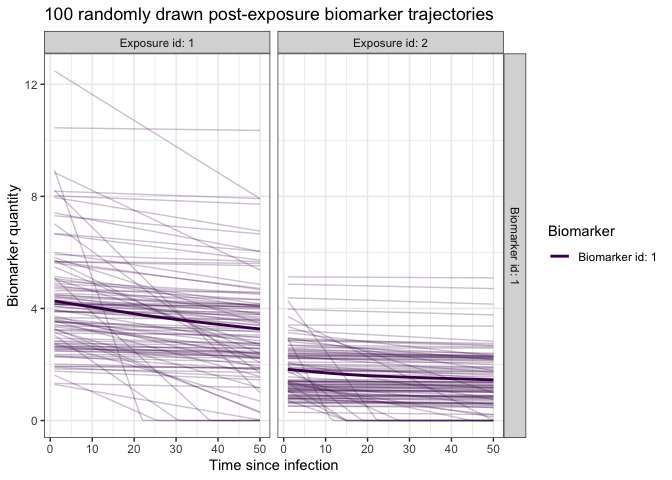 100 randomly drawn post-exposure biomarker trajectories
Exposure id: 1
Exposure id: 2
12
8
4
0
Biomarker quantity
Biomarker id: 1
Biomarker
Biomarker id: 1
0 10 20 30 40 50
0 10 20 30 40 50
Time since infection